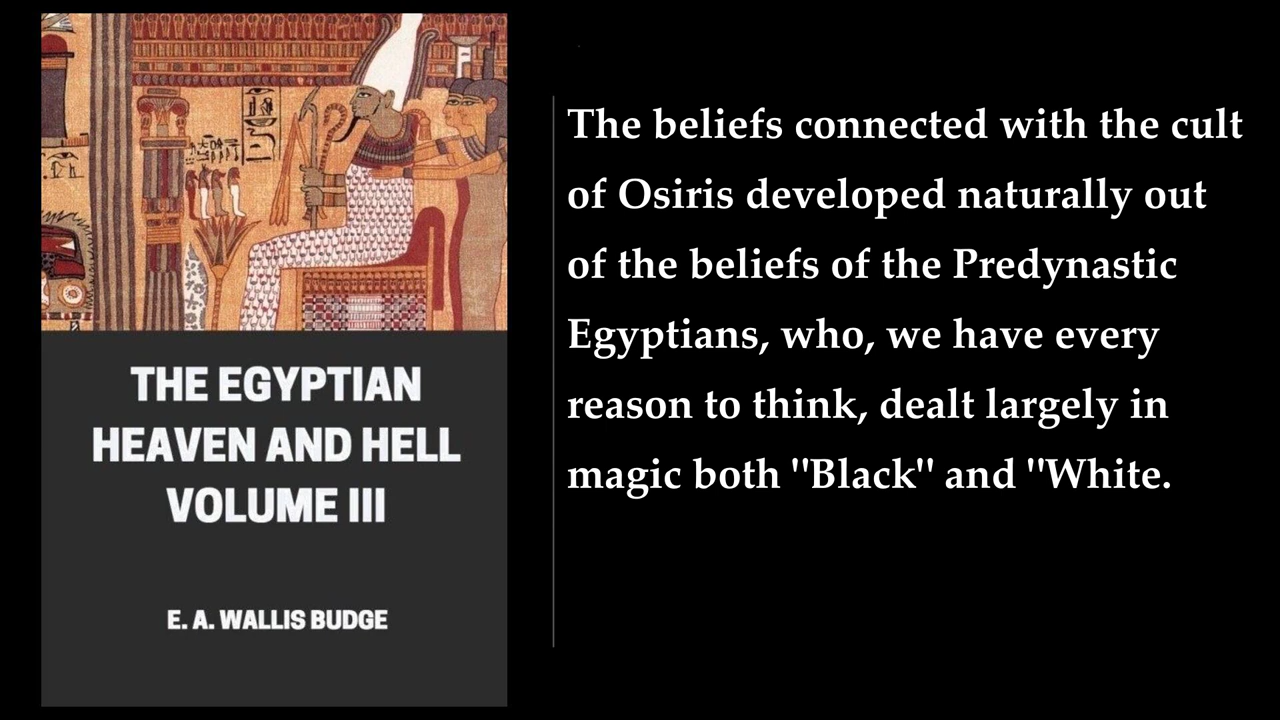 THE EGYPTIAN
HEAVEN AND HELL
VOLUME III
E. A. WALLIS BUDGE
The beliefs connected with the cult
of Osiris developed naturally out
of the beliefs of the Predynastic
Egyptians, who, we have every
reason to think, dealt largely in
magic both "Black" and "White.